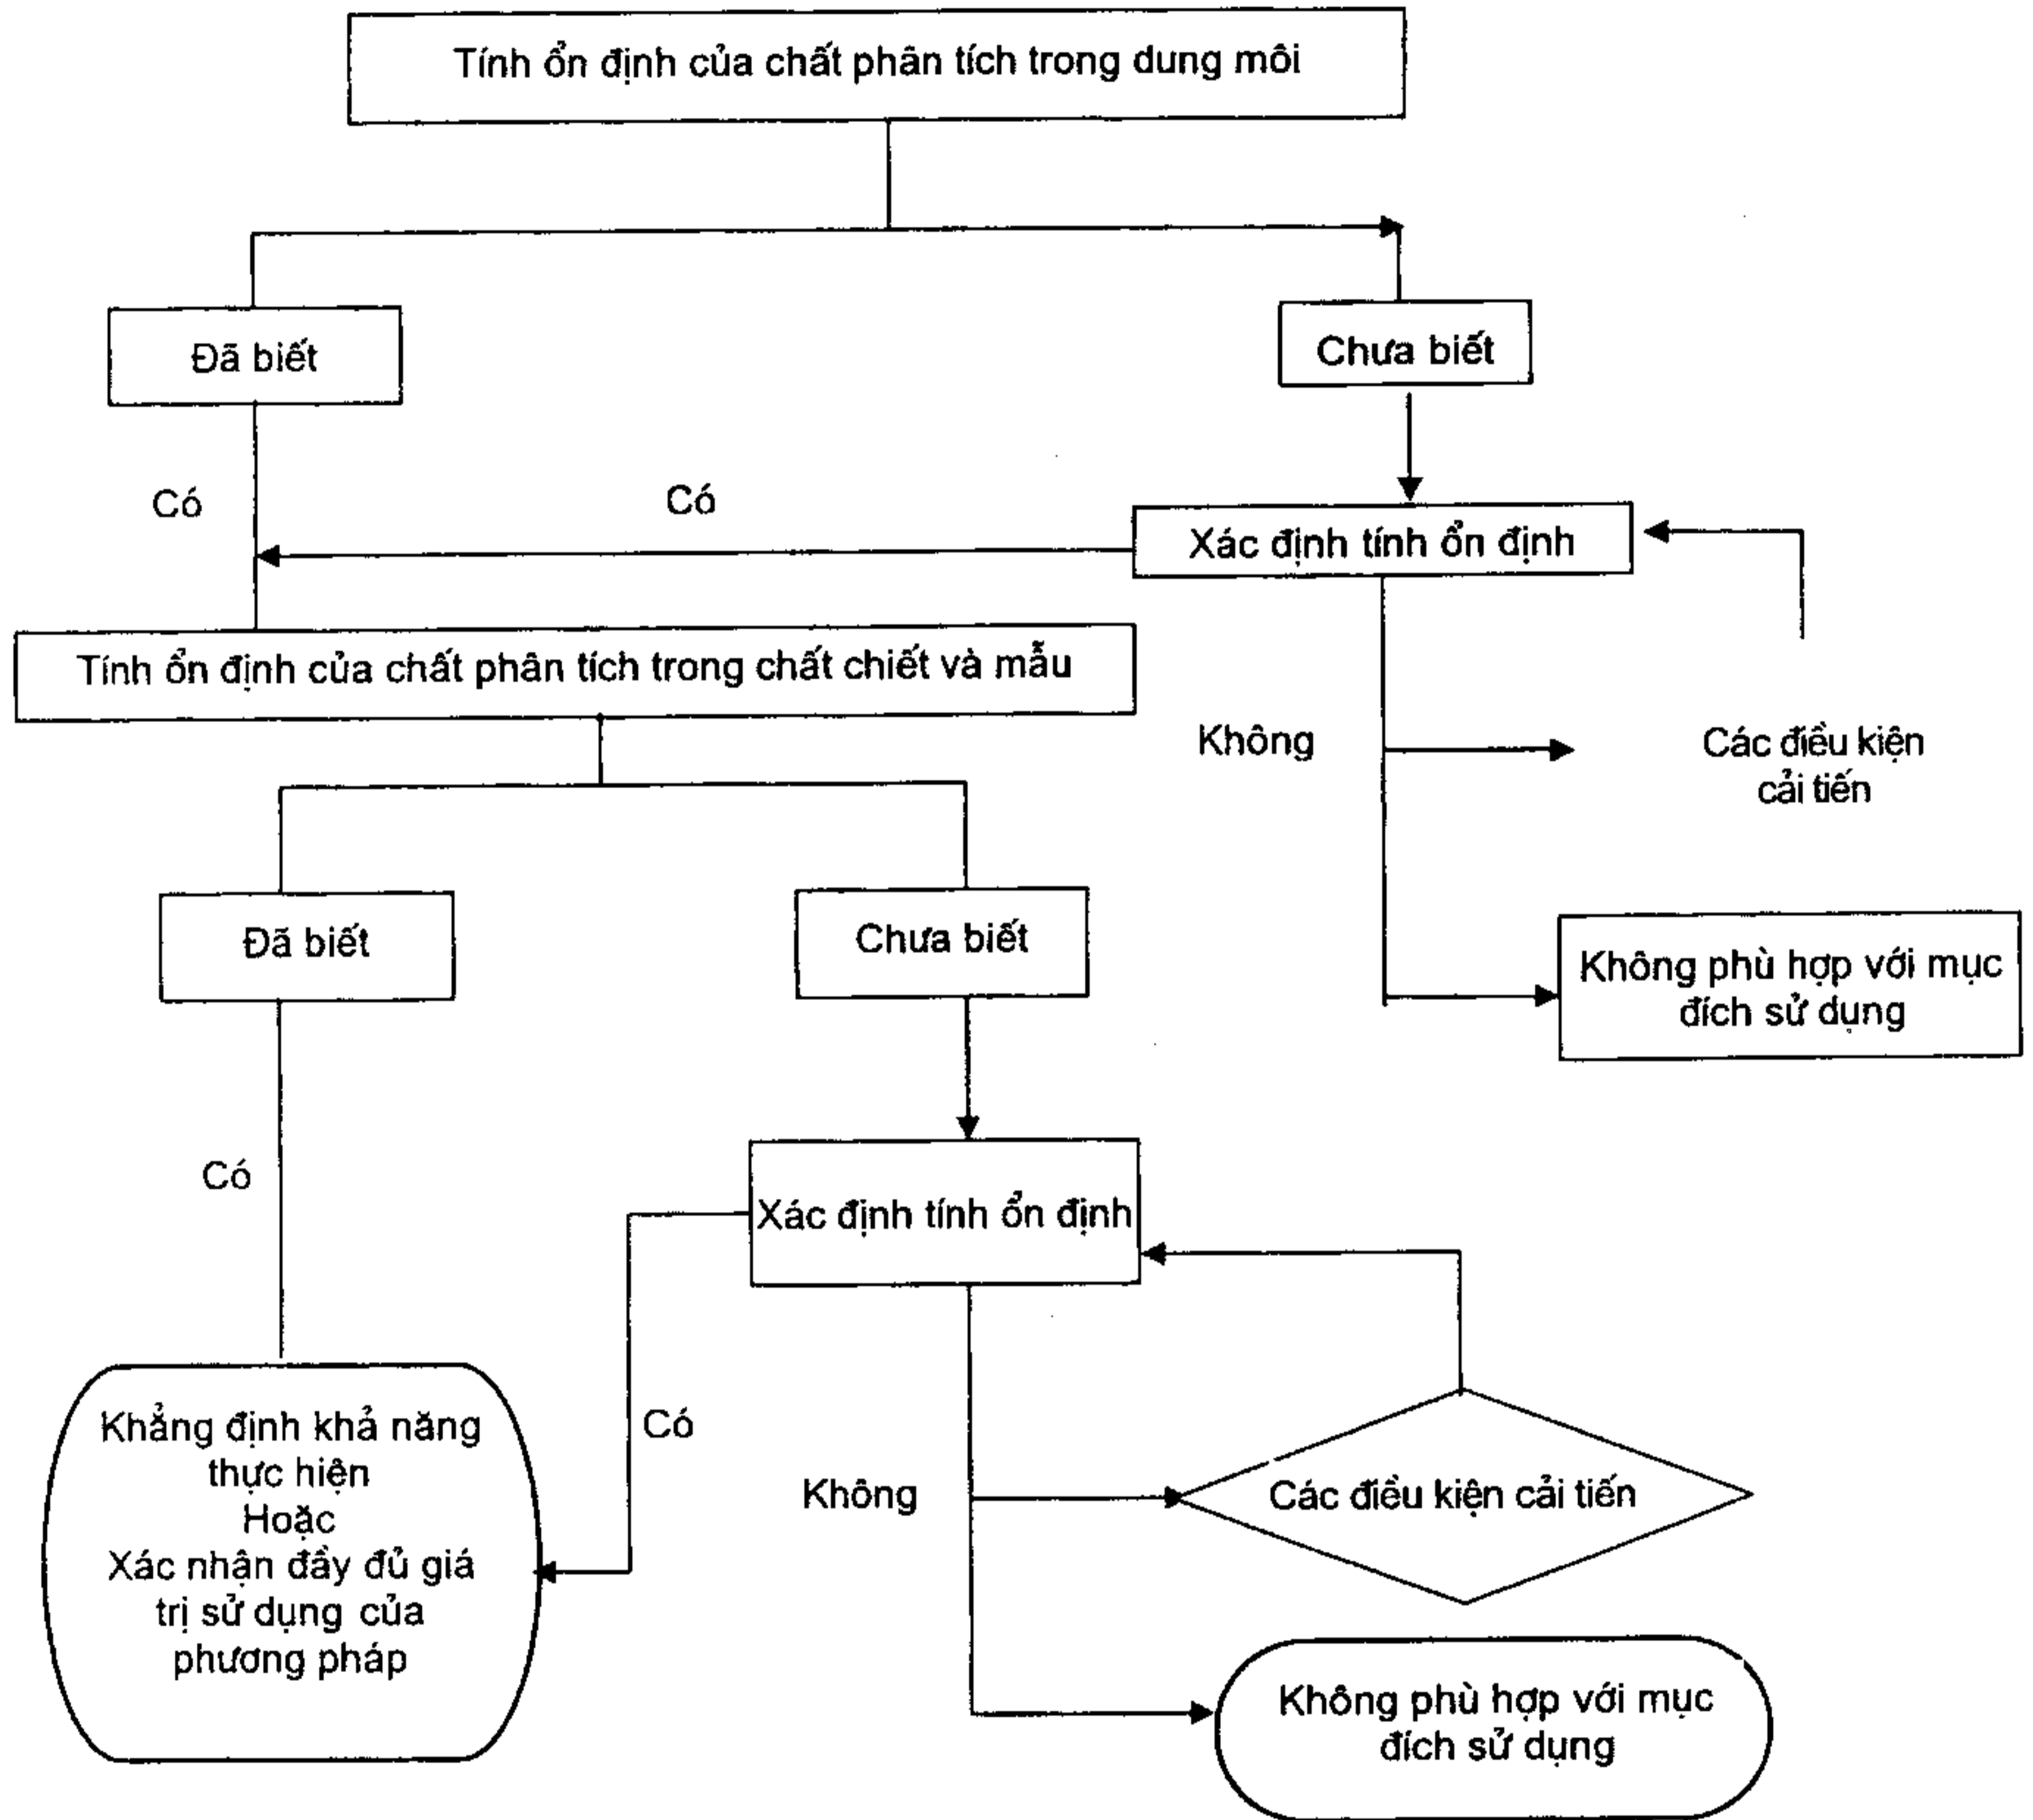 Tính ổn định của chất phân tích trong dung môi
Đã biết
Chưa biết
Có
Có
Xác định tính ổn định
Tính ổn định của chất phân tích trong chất chiết và mẫu
Không
Các điều kiện
cải tiến
Đã biết
Chưa biết
Không phù hợp với mục
đích sử dụng
Có
Xác định tính ổn định
Khẳng định khả năng
thực hiện
Hoặc
Xác nhận đầy đủ giá
trị sử dụng của
phương pháp
Có
Không
Các điều kiện cải tiến
Không phù hợp với mục
đích sử dụng